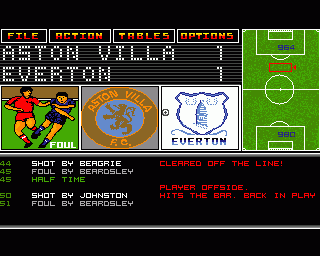 FILE ACTION TABLES OPTIONS
ASTON VILLA 1
EVERTON 1
964
980
FOUL
ASTON VILLA
F.C.
EVERTON
44 SHOT BY BEAGRIE CLEARED OFF THE LINE!
45 FOUL BY BEARDSLEY
45 HALF TIME
PLAYER OFFSIDE.
50 SHOT BY JOHNSTON HITS THE BAR. BACK IN PLAY
51 FOUL BY BEARDSLEY